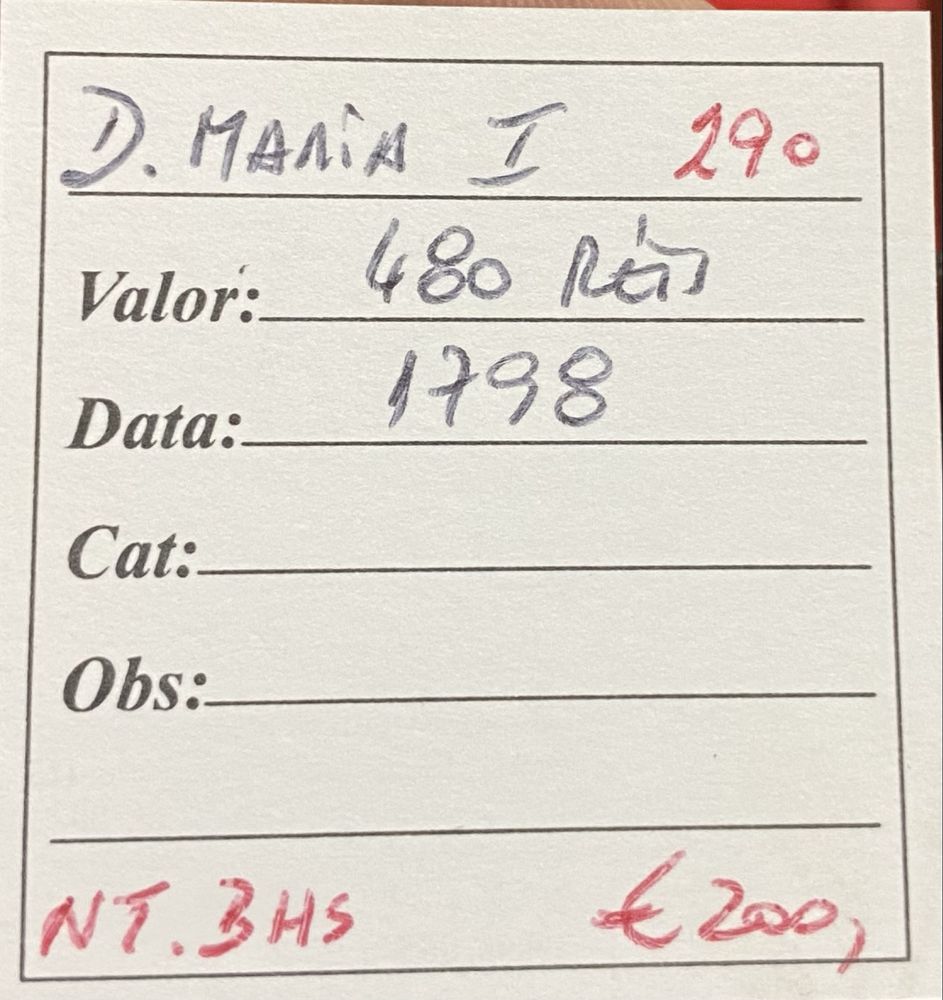 D. MARIA I 290
Valor: 480 Réis
Data: 1798
Cat:
Obs:
NT. 3HS €200,